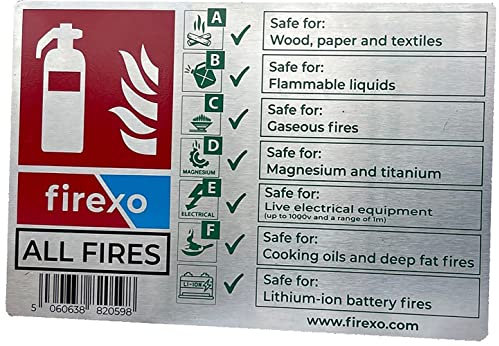 A
Safe for:
Wood, paper and textiles
B
Safe for:
Flammable liquids
C
Safe for:
Gaseous fires
D
MAGNESIUM
Safe for:
Magnesium and titanium
firexo
E
ELECTRICAL
Safe for:
Live electrical equipment
(up to 1000v and a range of 1m)
ALL FIRES
F
Safe for:
Cooking oils and deep fat fires
LI-ION
Safe for:
Lithium-ion battery fires
5 060638 820598
www.firexo.com